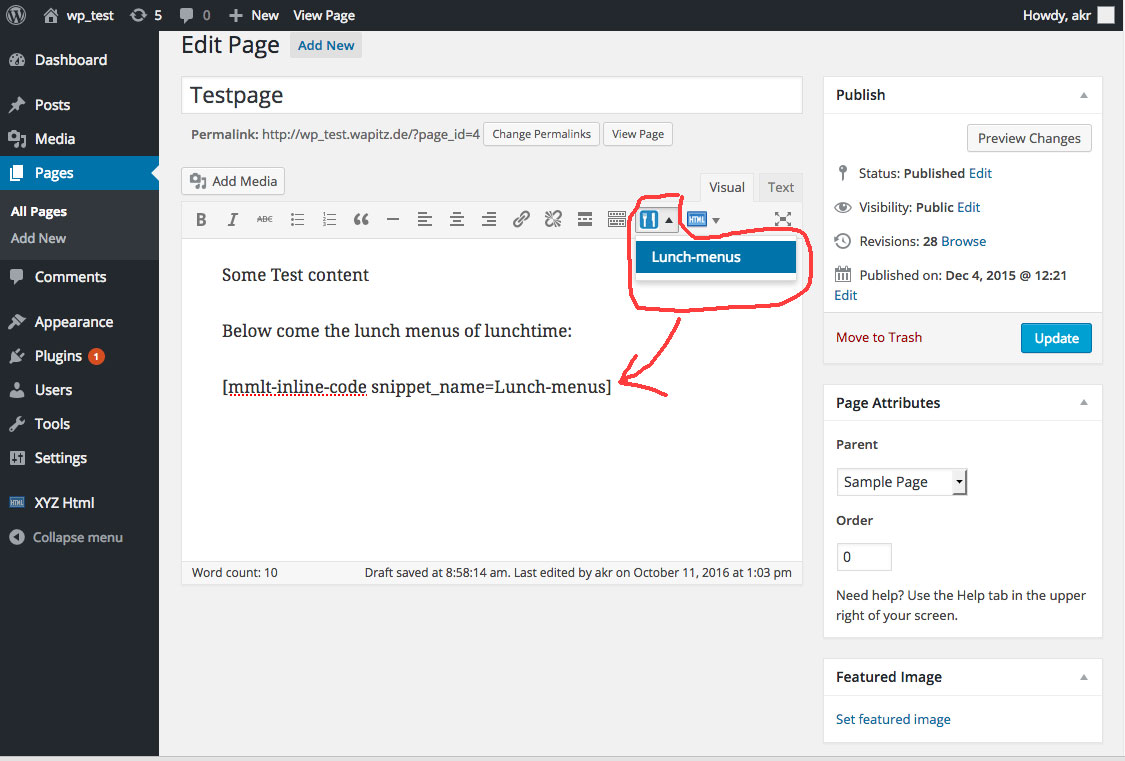 wp_test 5 0 New View Page Howdy, akr
Dashboard
Posts
Media
Pages
All Pages
Add New
Comments
Appearance
Plugins 1
Users
Tools
Settings
HTML XYZ Html
Collapse menu
Edit Page Add New
Testpage
Permalink: http://wp_test.wapitz.de/?page_id=4 Change Permalinks View Page
Add Media
Visual Text
B I ABC HTML
Lunch-menus
Some Test content
Below come the lunch menus of lunchtime:
[mmlt-inline-code snippet_name=Lunch-menus]
Word count: 10 Draft saved at 8:58:14 am. Last edited by akr on October 11, 2016 at 1:03 pm
Publish
Preview Changes
Status: Published Edit
Visibility: Public Edit
Revisions: 28 Browse
Published on: Dec 4, 2015 @ 12:21
Edit
Move to Trash Update
Page Attributes
Parent
Sample Page
Order
0
Need help? Use the Help tab in the upper
right of your screen.
Featured Image
Set featured image